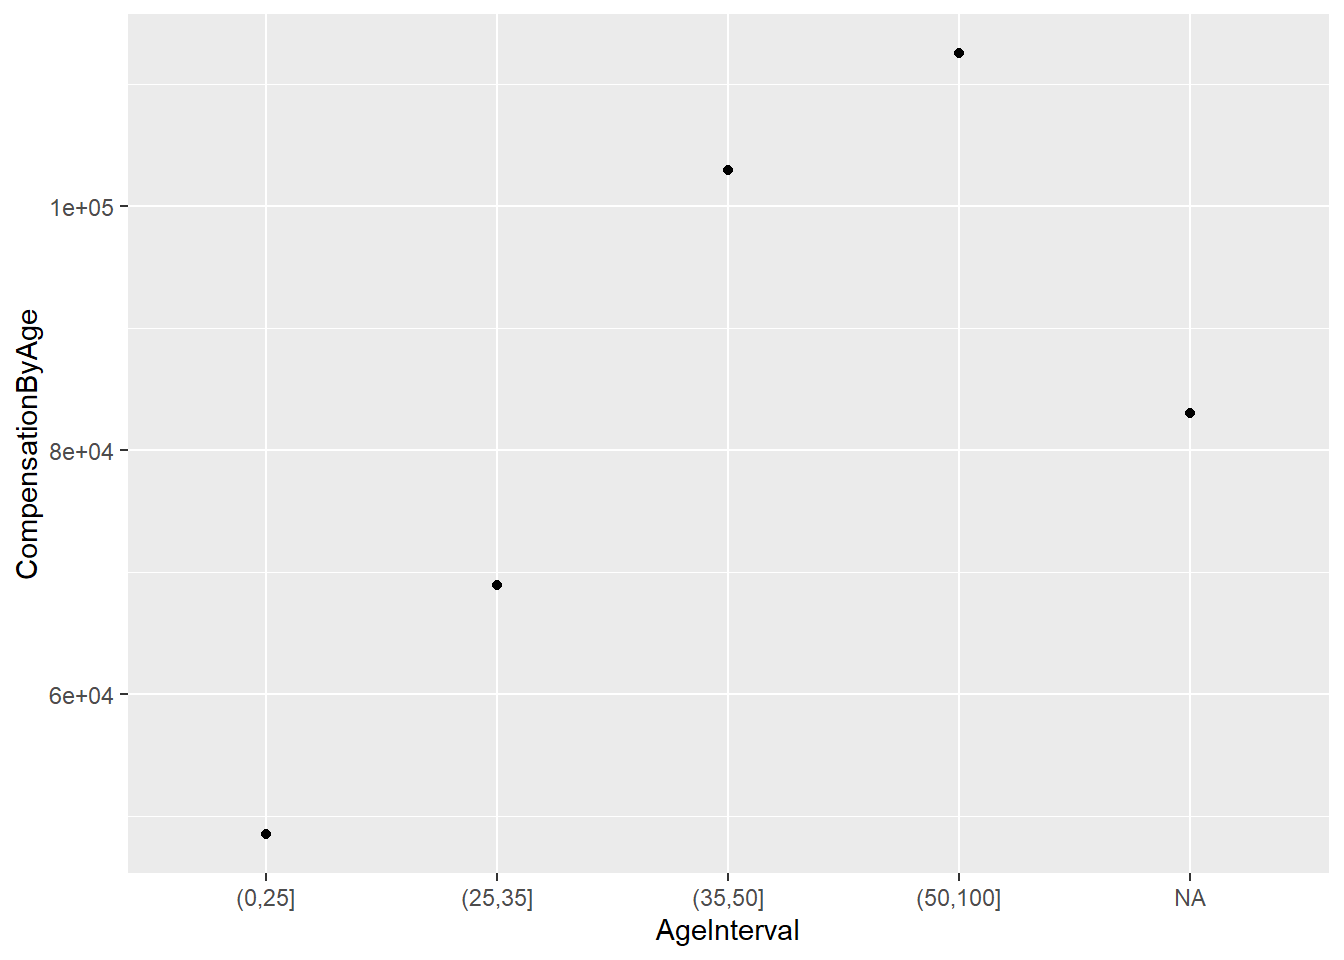 CompensationByAge
1e+05
8e+04
6e+04
(0,25]
(25,35]
(35,50]
(50,100]
NA
AgeInterval